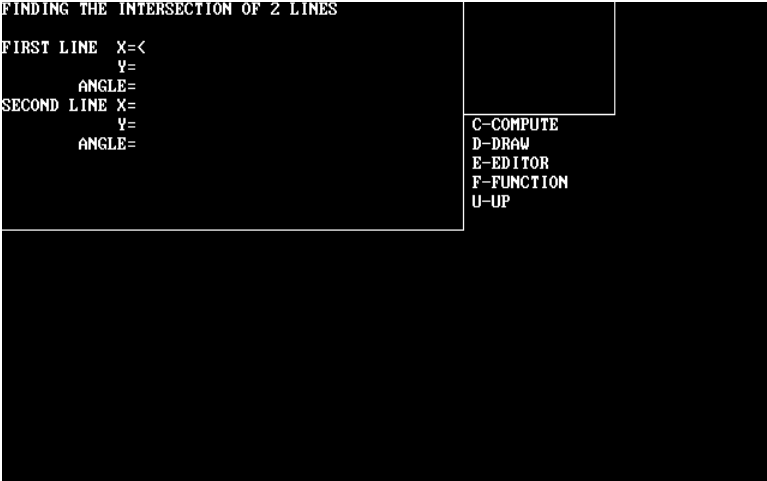 FINDING THE INTERSECTION OF 2 LINES
FIRST LINE  X=<
Y=
ANGLE=
SECOND LINE X=
Y=
ANGLE=
C-COMPUTE
D-DRAW
E-EDITOR
F-FUNCTION
U-UP